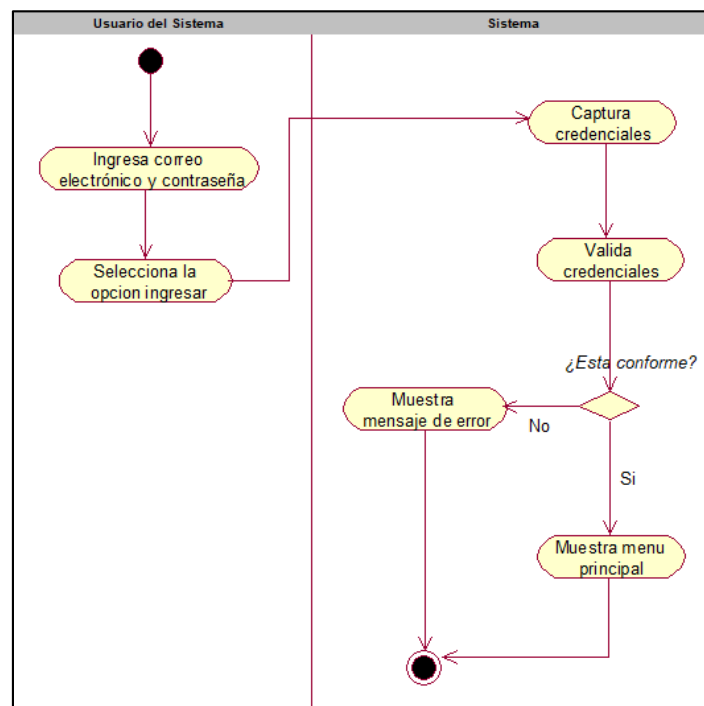 Usuario del Sistema
Sistema
Ingresa correo
electrónico y contraseña
Selecciona la
opcion ingresar
Captura
credenciales
Valida
credenciales
¿Esta conforme?
Muestra
mensaje de error
No
Si
Muestra menu
principal